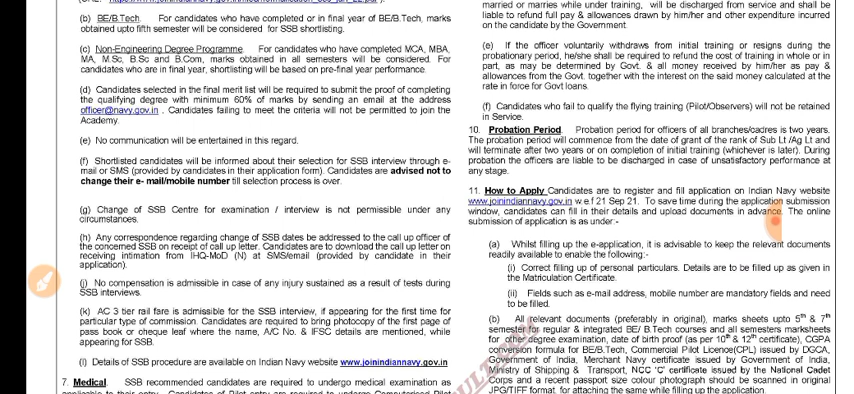 (b) BE/B.Tech. For candidates who have completed or in final year of BE/B.Tech, marks
obtained upto fifth semester will be considered for SSB shortlisting.
(c) Non-Engineering Degree Programme. For candidates who have completed MCA, MBA,
MA, M.Sc, B.Sc and B.Com, marks obtained in all semesters will be considered. For
candidates who are in final year, shortlisting will be based on pre-final year performance.
(d) Candidates selected in the final merit list will be required to submit the proof of completing
the qualifying degree with minimum 60% of marks by sending an email at the address
officer@navy.gov.in . Candidates failing to meet the criteria will not be permitted to join the
Academy.
(e) No communication will be entertained in this regard.
(f) Shortlisted candidates will be informed about their selection for SSB interview through e-
mail or SMS (provided by candidates in their application form). Candidates are advised not to
change their e- mail/mobile number till selection process is over.
(g) Change of SSB Centre for examination / interview is not permissible under any
circumstances.
(h) Any correspondence regarding change of SSB dates be addressed to the call up officer of
the concerned SSB on receipt of call up letter. Candidates are to download the call up letter on
receiving intimation from IHQ-MoD (N) at SMS/email (provided by candidate in their
application).
(j) No compensation is admissible in case of any injury sustained as a result of tests during
SSB interviews.
(k) AC 3 tier rail fare is admissible for the SSB interview, if appearing for the first time for
particular type of commission. Candidates are required to bring photocopy of the first page of
pass book or cheque leaf where the name, A/C No. & IFSC details are mentioned, while
appearing for SSB.
(l) Details of SSB procedure are available on Indian Navy website www.joinindiannavy.gov.in
7. Medical. SSB recommended candidates are required to undergo medical examination as
applicable to their entry. Candidates of Pilot entry are required to undergo Computerised Pilot
married or marries while under training, will be discharged from service and shall be
liable to refund full pay & allowances drawn by him/her and other expenditure incurred
on the candidate by the Government.
(e) If the officer voluntarily withdraws from initial training or resigns during the
probationary period, he/she shall be required to refund the cost of training in whole or in
part, as may be determined by Govt. & all money received by him/her as pay &
allowances from the Govt. together with the interest on the said money calculated at the
rate in force for Govt loans.
(f) Candidates who fail to qualify the flying training (Pilot/Observers) will not be retained
in Service.
10. Probation Period. Probation period for officers of all branches/cadres is two years.
The probation period will commence from the date of grant of the rank of Sub Lt /Ag Lt and
will terminate after two years or on completion of initial training (whichever is later). During
probation the officers are liable to be discharged in case of unsatisfactory performance at
any stage.
11. How to Apply Candidates are to register and fill application on Indian Navy website
www.joinindiannavy.gov.in w.e.f 21 Sep 21. To save time during the application submission
window, candidates can fill in their details and upload documents in advance. The online
submission of application is as under:-
(a) Whilst filling up the e-application, it is advisable to keep the relevant documents
readily available to enable the following:-
(i) Correct filling up of personal particulars. Details are to be filled up as given in
the Matriculation Certificate.
(ii) Fields such as e-mail address, mobile number are mandatory fields and need
to be filled.
(b) All relevant documents (preferably in original), marks sheets upto 5th & 7th
semester for regular & integrated BE/ B.Tech courses and all semesters marksheets
for other degree examination, date of birth proof (as per 10th & 12th certificate), CGPA
conversion formula for BE/B.Tech, Commercial Pilot Licence(CPL) issued by DGCA,
Government of India, Merchant Navy certificate issued by Government of India,
Ministry of Shipping & Transport, NCC 'C' certificate issued by the National Cadet
Corps and a recent passport size colour photograph should be scanned in original
JPG/TIFF format, for attaching the same while filling up the application.